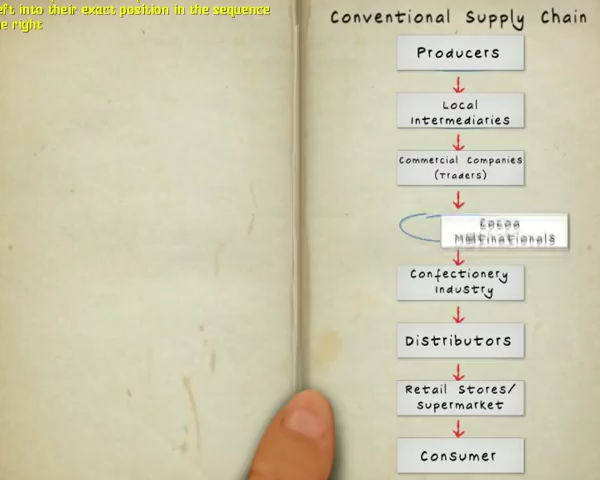 eft into their exact position in the sequence
e right
Conventional Supply Chain
Producers
Local
Intermediaries
Commercial Companies
(Traders)
Cocoa
Multinationals
Confectionery
Industry
Distributors
Retail Stores/
Supermarket
Consumer